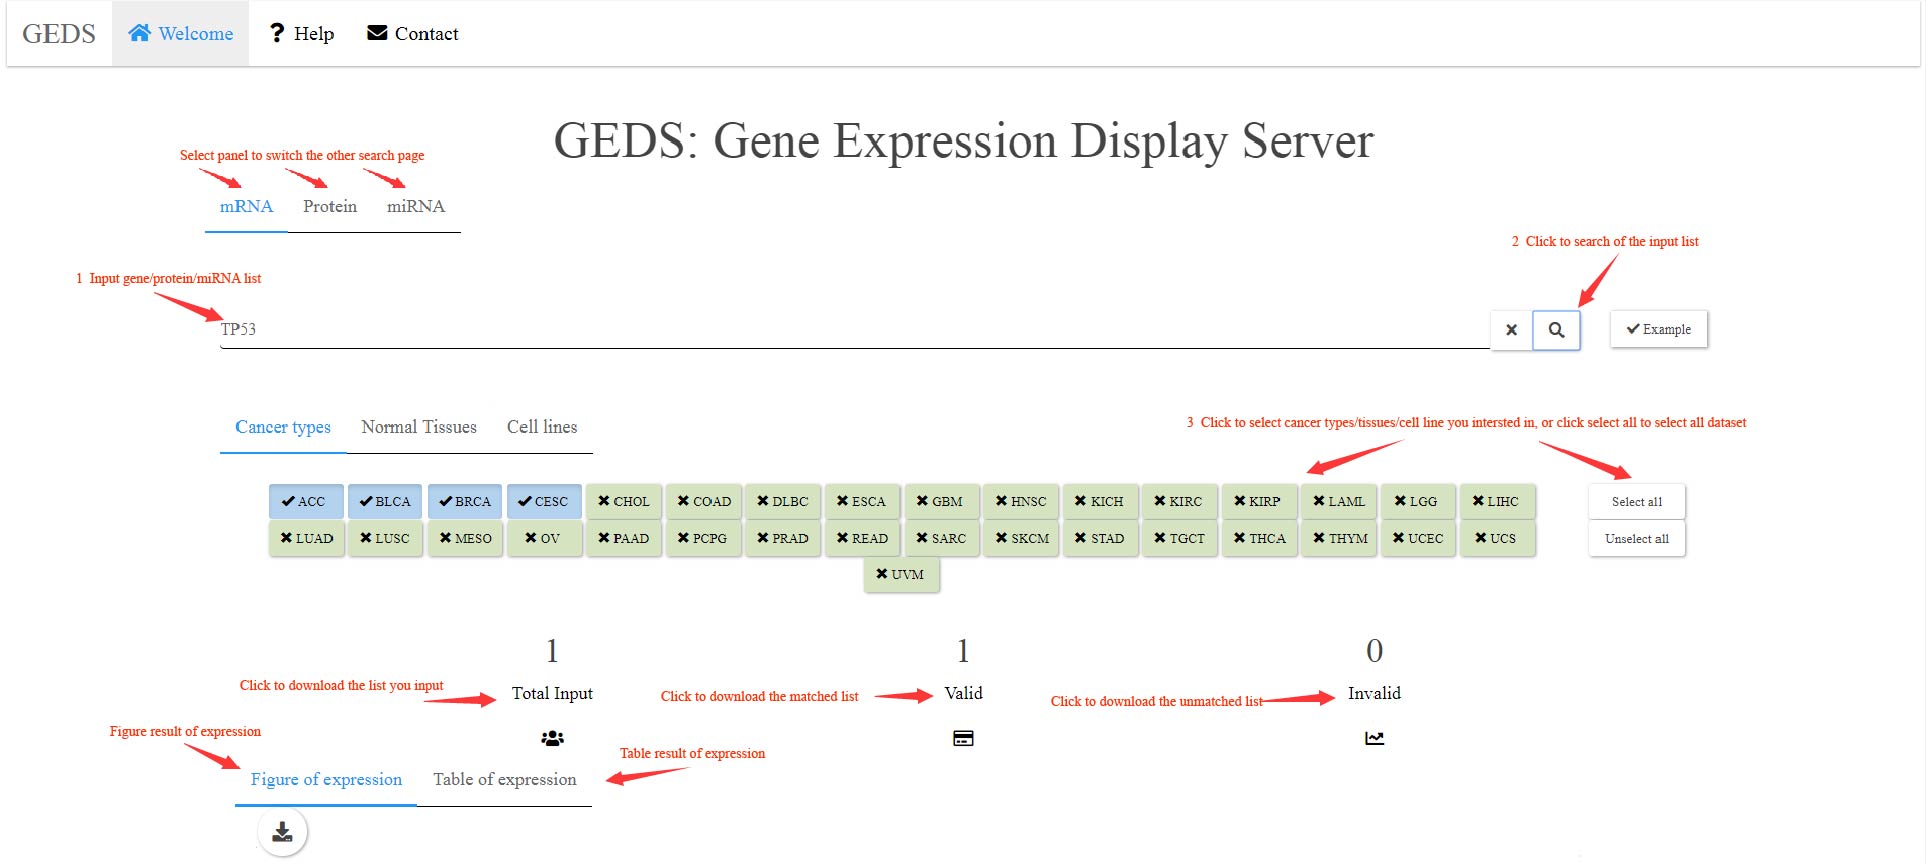 GEDS Welcome Help Contact
GEDS: Gene Expression Display Server
Select panel to switch the other search page
mRNA Protein miRNA
2 Click to search of the input list
1 Input gene/protein/miRNA list
TP53
Example
Cancer types Normal Tissues Cell lines
3 Click to select cancer types/tissues/cell line you intersted in, or click select all to select all dataset
ACC BLCA BRCA CESC CHOL COAD DLBC ESCA GBM HNSC KICH KIRC KIRP LAML LGG LIHC Select all
LUAD LUSC MESO OV PAAD PCPG PRAD READ SARC SKCM STAD TGCT THCA THYM UCEC UCS Unselect all
UVM
1 1 0
Click to download the list you input Total Input Click to download the matched list Valid Click to download the unmatched list Invalid
Figure result of expression
Table result of expression
Figure of expression Table of expression